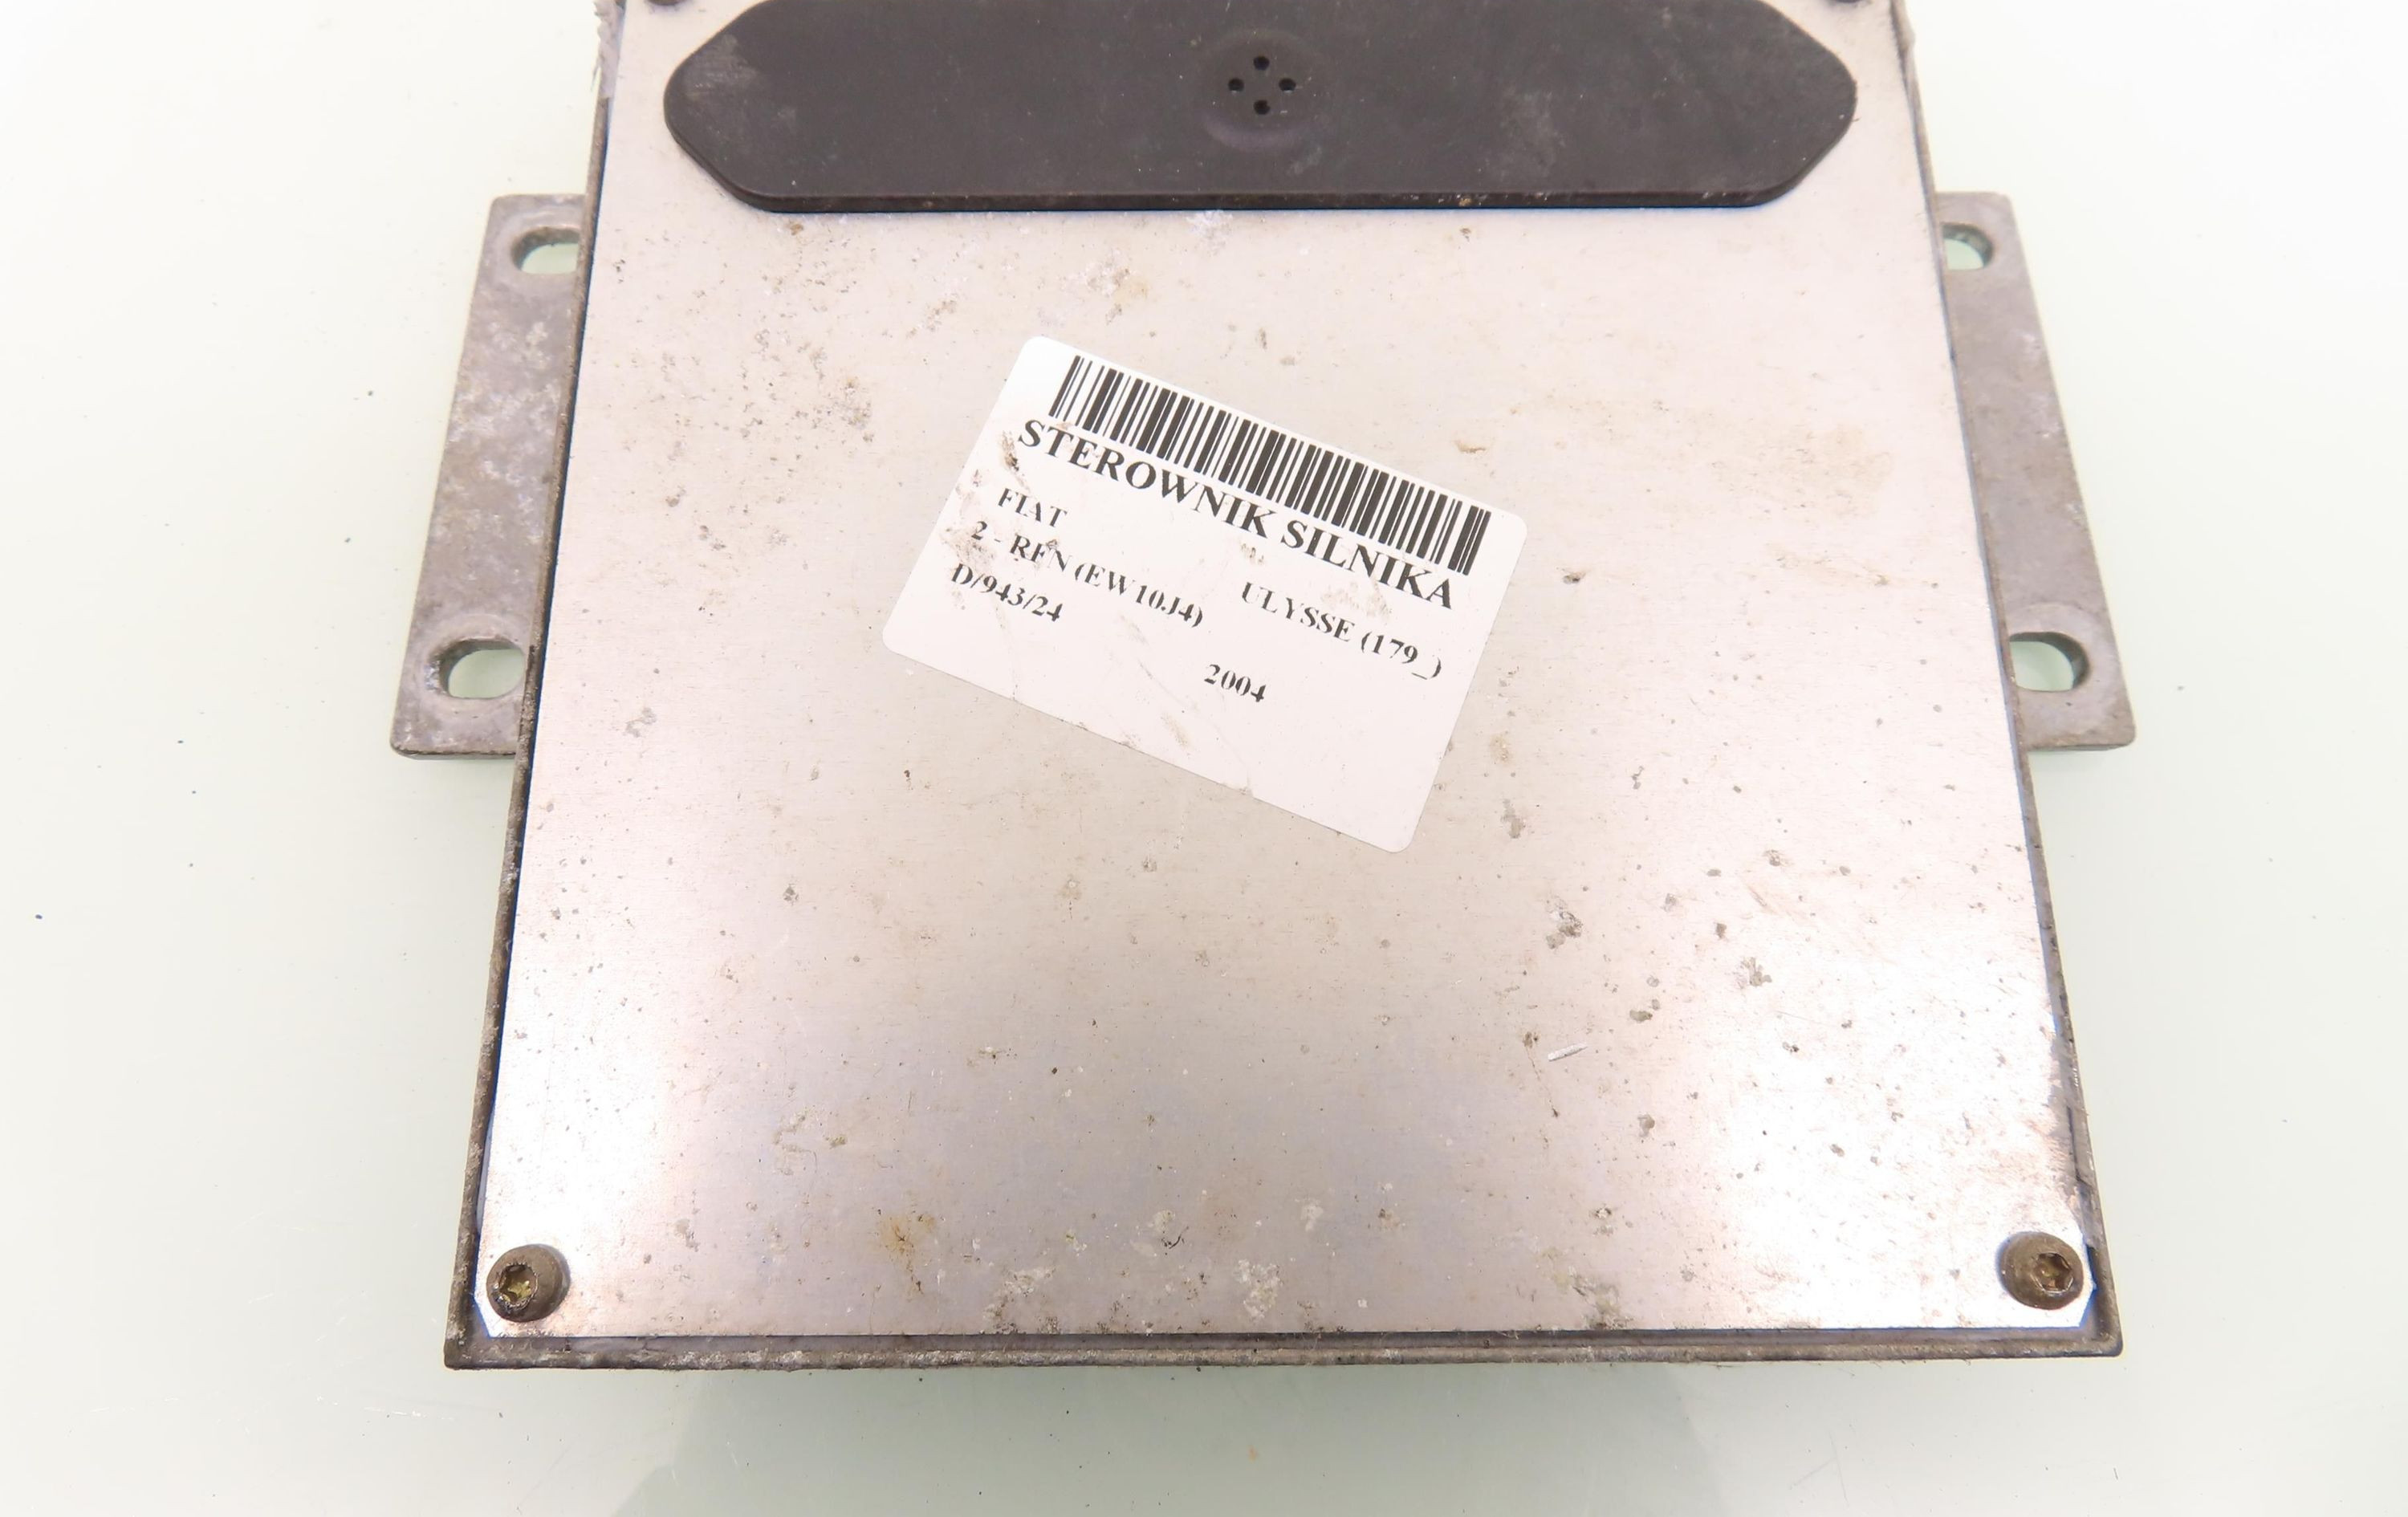 STEROWNIK SILNIKA
FIAT ULYSSE (179_)
2 - RFN (EW10J4)
D/943/24 2004